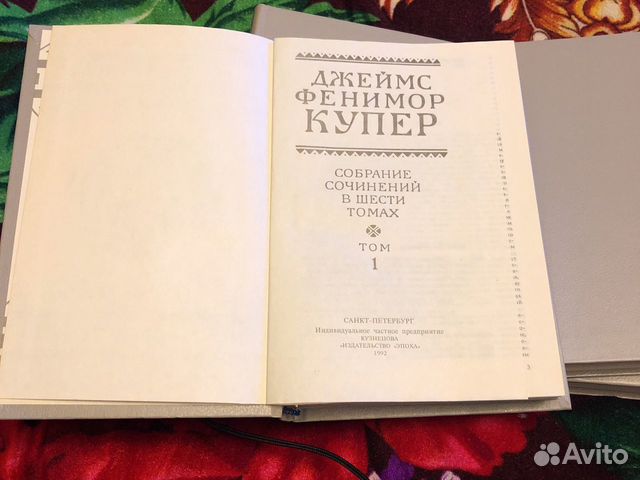 ДЖЕЙМС
ФЕНИМОР
КУПЕР
СОБРАНИЕ
СОЧИНЕНИЙ
В ШЕСТИ
ТОМАХ
ТОМ
1
САНКТ-ПЕТЕРБУРГ
Индивидуальное частное предприятие
КУЗНЕЦОВА
«ИЗДАТЕЛЬСТВО «ЭПОХА»
1992
3
Avito